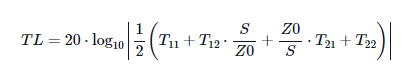 TL = 20 · log₁₀ | 1/2 ( T₁₁ + T₁₂ · S/Z0 + Z0/S · T₂₁ + T₂₂ ) |